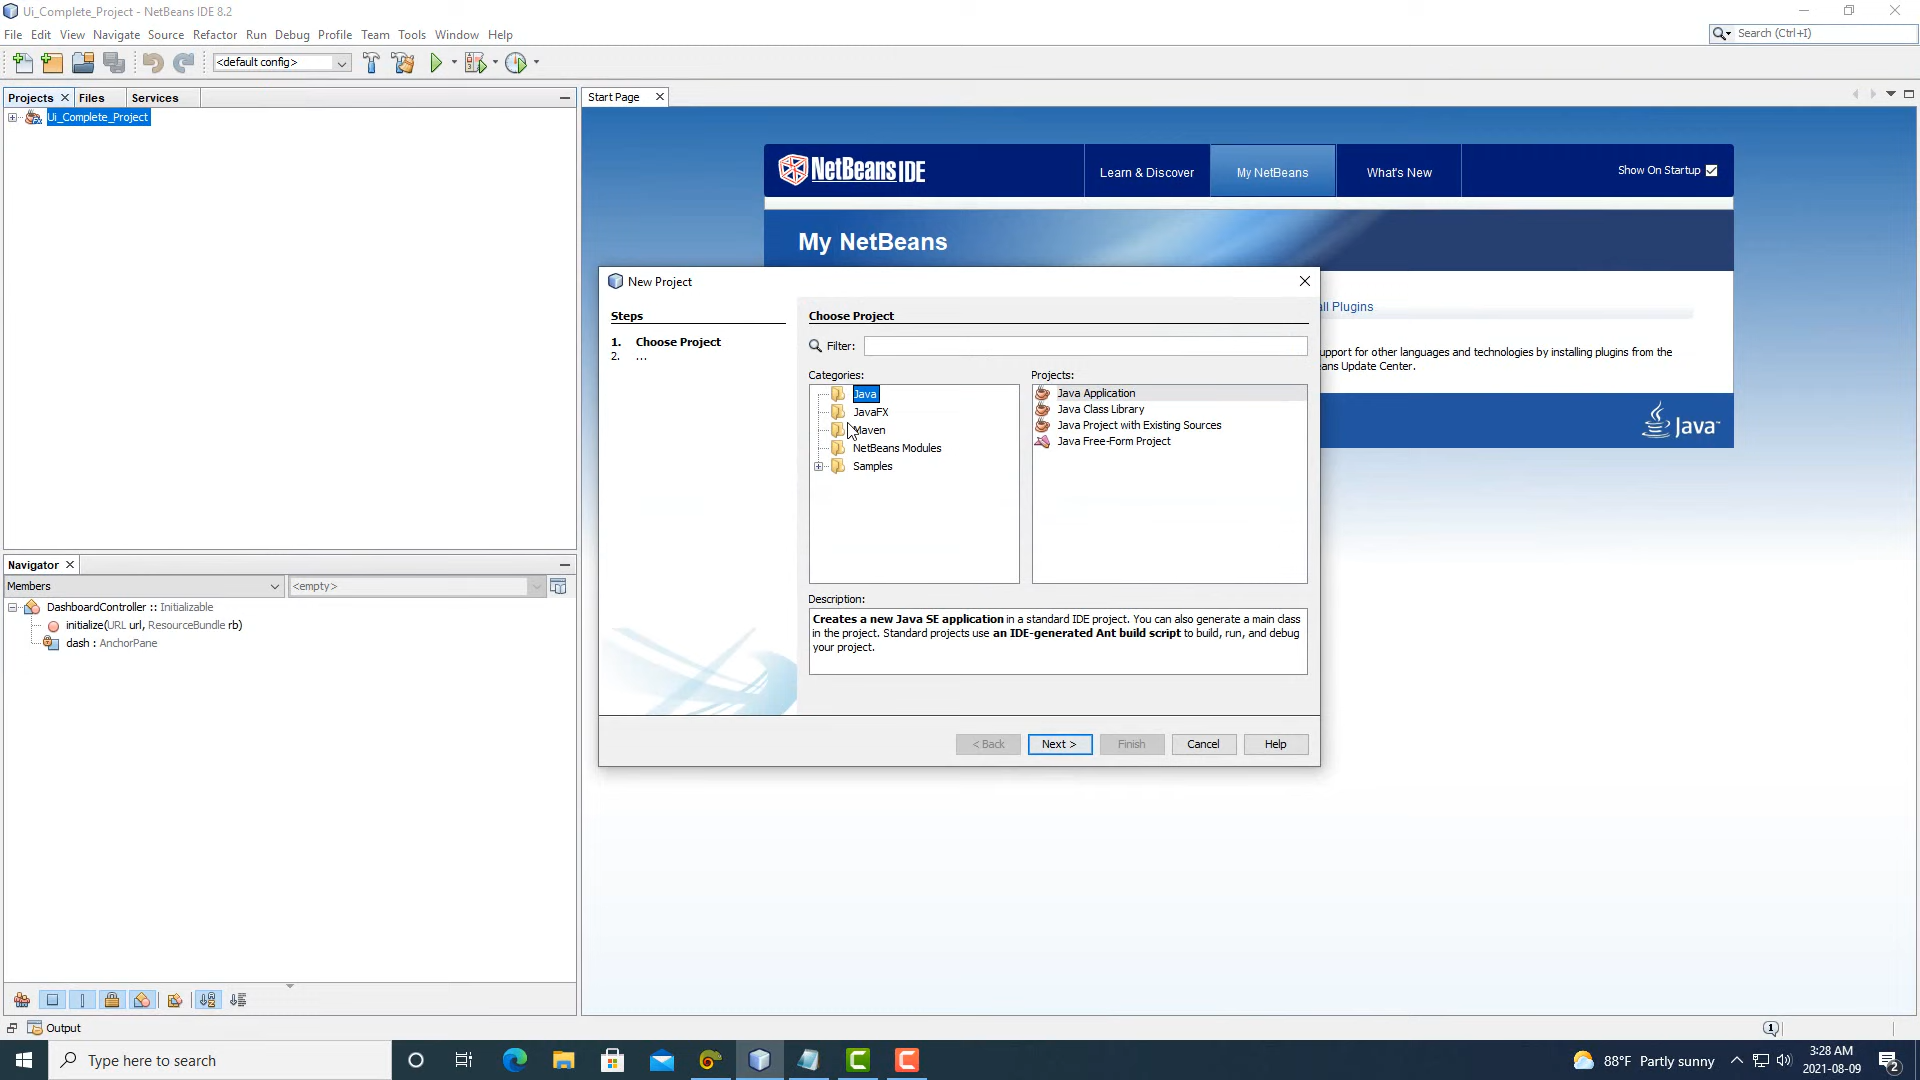 Ui_Complete_Project - NetBeans IDE 8.2
File Edit View Navigate Source Refactor Run Debug Profile Team Tools Window Help
Search (Ctrl+I)
<default config>
Projects Files Services
Start Page
Ui_Complete_Project
NetBeans IDE
Learn & Discover
My NetBeans
What's New
Show On Startup
My NetBeans
New Project
all Plugins
upport for other languages and technologies by installing plugins from the
eans Update Center.
Java
Steps
1. Choose Project
2. ...
Choose Project
Filter:
Categories:
Java
JavaFX
Maven
NetBeans Modules
Samples
Projects:
Java Application
Java Class Library
Java Project with Existing Sources
Java Free-Form Project
Description:
Creates a new Java SE application in a standard IDE project. You can also generate a main class
in the project. Standard projects use an IDE-generated Ant build script to build, run, and debug
your project.
< Back Next > Finish Cancel Help
Navigator
Members
<empty>
DashboardController :: Initializable
initialize(URL url, ResourceBundle rb)
dash : AnchorPane
Output
1
Type here to search
88°F Partly sunny
3:28 AM
2021-08-09
2